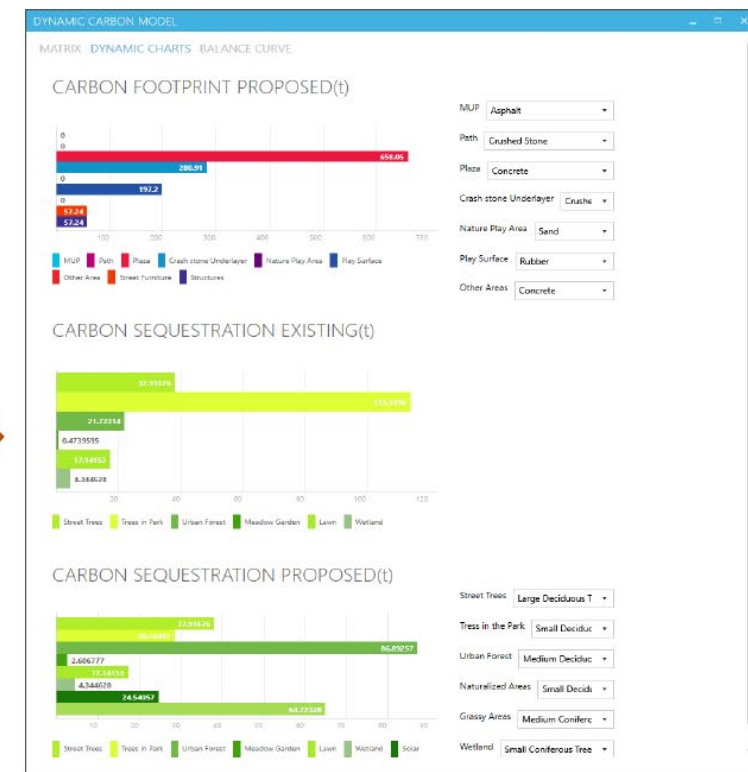 DYNAMIC CARBON MODEL
MATRIX DYNAMIC CHARTS BALANCE CURVE
CARBON FOOTPRINT PROPOSED(t)
0
0
658.05
280.91
0
197.2
0
57.24
57.24
100 200 300 400 500 600 700
MUP Path Plaza Crash stone Underlayer Nature Play Area Play Surface
Other Area Street Furniture Structures
MUP Asphalt
Path Crushed Stone
Plaza Concrete
Crash stone Underlayer Crushe
Nature Play Area Sand
Play Surface Rubber
Other Areas Concrete
CARBON SEQUESTRATION EXISTING(t)
21.72314
0.4739595
17.14153
4.344628
20 40 60 80 100 120
Street Trees Trees in Park Urban Forest Meadow Garden Lawn Wetland
CARBON SEQUESTRATION PROPOSED(t)
86.89257
2.606777
4.344628
24.54057
64.72328
10 20 30 40 50 60 70 80 90
Street Trees Trees in Park Urban Forest Meadow Garden Lawn Wetland Solar
Street Trees Large Deciduous T
Tress in the Park Small Deciduc
Urban Forest Medium Deciduc
Naturalized Areas Small Decidu
Grassy Areas Medium Coniferc
Wetland Small Coniferous Tree